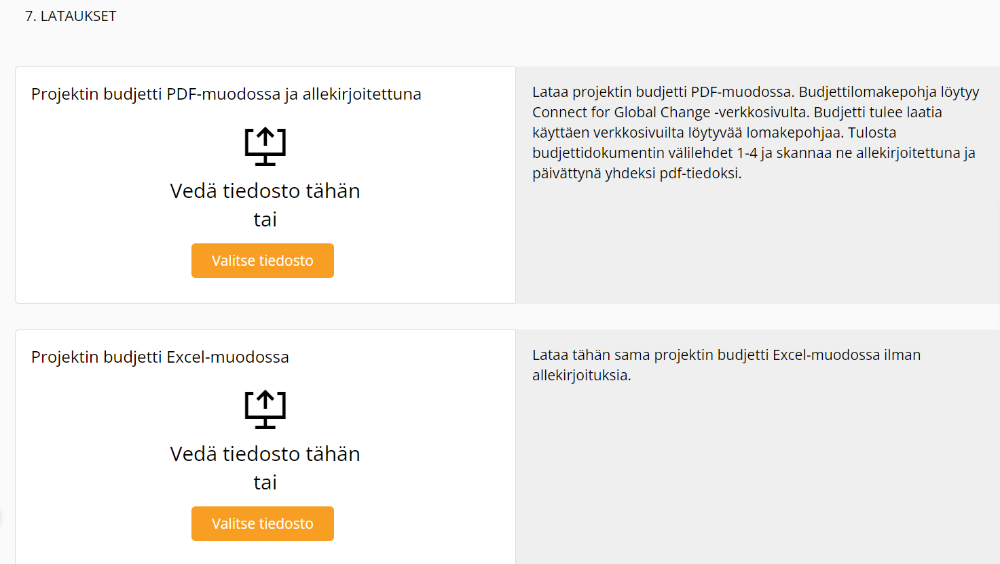 7. LATAUKSET
Projektin budjetti PDF-muodossa ja allekirjoitettuna
Vedä tiedosto tähän
tai
Valitse tiedosto
Lataa projektin budjetti PDF-muodossa. Budjettilomakepohja löytyy
Connect for Global Change -verkkosivulta. Budjetti tulee laatia
käyttäen verkkosivuilta löytyvää lomakepohjaa. Tulosta
budjettidokumentin välilehdet 1-4 ja skannaa ne allekirjoitettuna ja
päivättynä yhdeksi pdf-tiedoksi.
Projektin budjetti Excel-muodossa
Vedä tiedosto tähän
tai
Valitse tiedosto
Lataa tähän sama projektin budjetti Excel-muodossa ilman
allekirjoituksia.